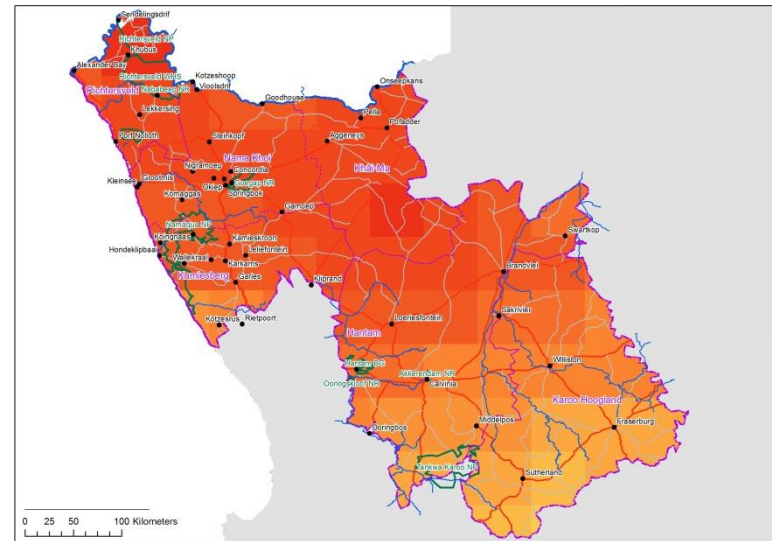 Sendelingsdrif
Richtersveld NP
Khubus
Alexander Bay
Richtersveld WHS
Kotzeshoop
Nababeep NR
Vioolsdrif
Onseepkans
Richtersveld
Goodhouse
Lekkersing
Pella
Pofadder
Port Nolloth
Steinkopf
Aggeneys
Nama Khoi
Khâi-Ma
Nigramoep
Concordia
Kleinsee
Grootmis
Okiep
Goegap NR
Springbok
Komaggas
Gamoep
Namaqua NP
Swartkop
Koingnaas
Kamieskroon
Hondeklipbaai
Leliefontein
Wallekraal
Karkams
Brandvlei
Kamiesberg
Garies
Kliprand
Kotzesrus
Rietpoort
Loeriesfontein
Sakrivier
Hantam
Williston
Hantam BG
Akkerendam NR
Oorlogskloof NR
Calvinia
Karoo Hoogland
Doringbos
Middelpos
Fraserburg
Tankwa-Karoo NP
Sutherland
0 25 50 100 Kilometers